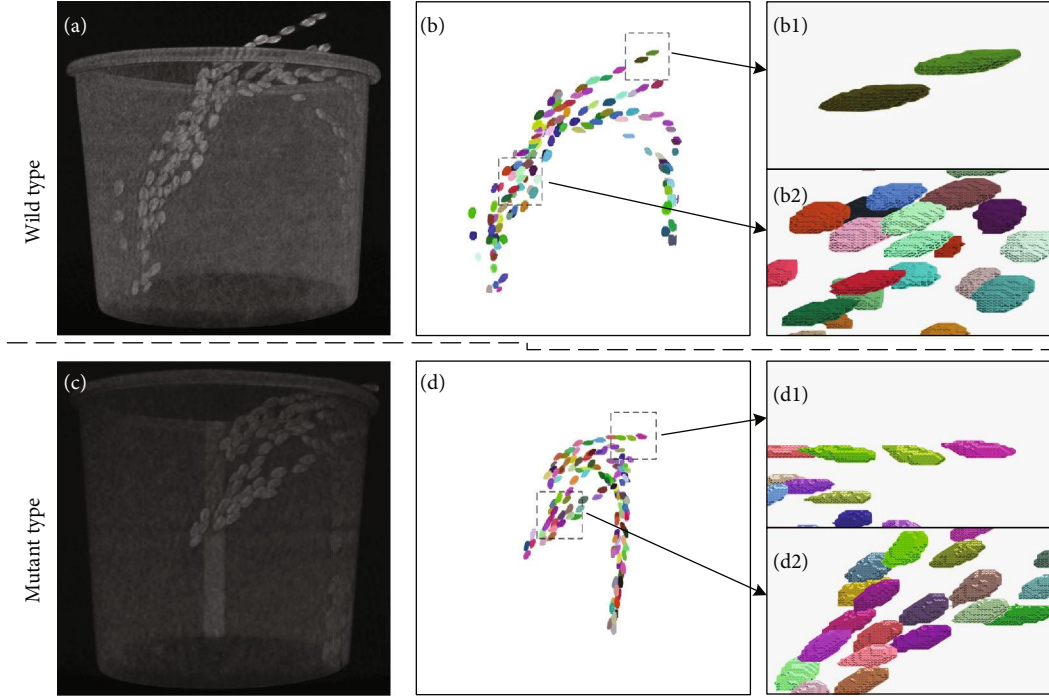 (a)
(b)
(b1)
(b2)
Wild type
(c)
(d)
(d1)
(d2)
Mutant type